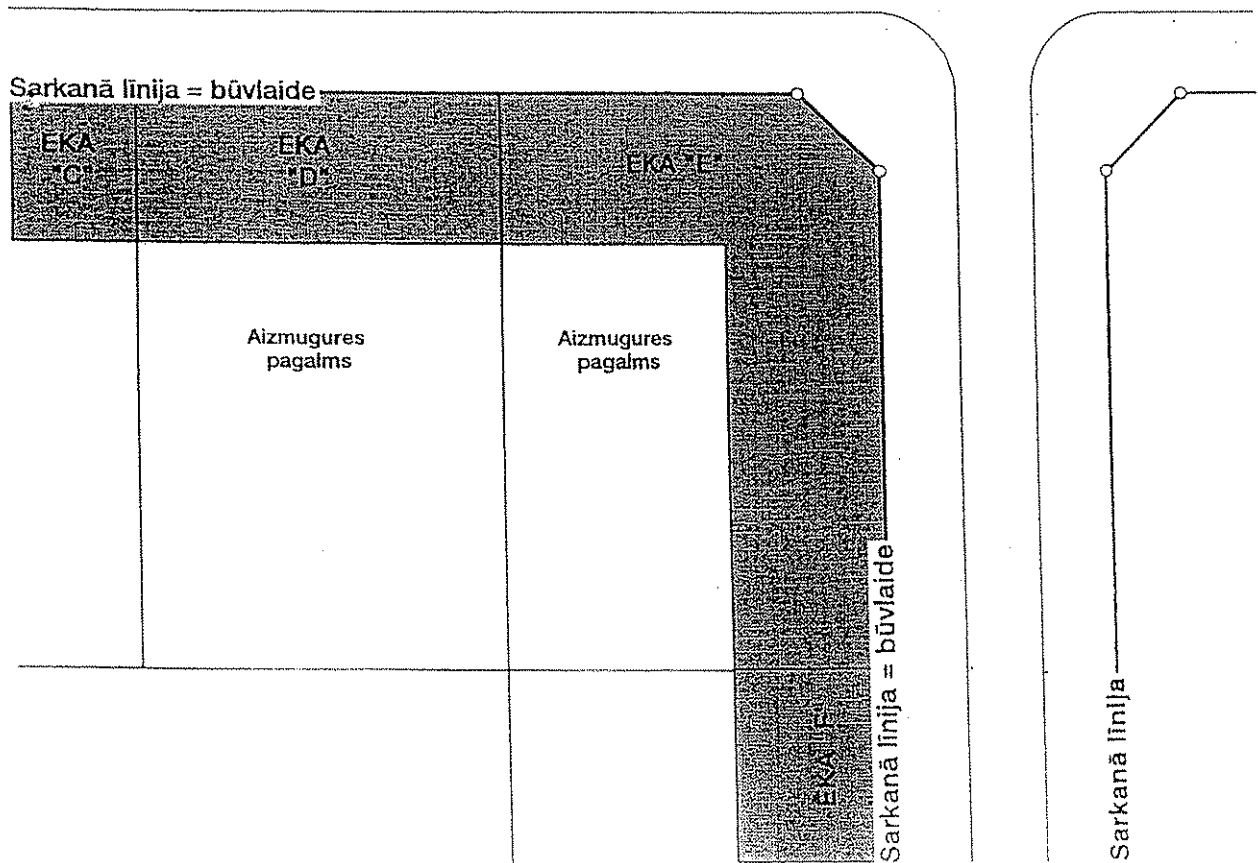 Sarkanā līnija = būvlaide
ĒKA
"C"
ĒKA
"D"
ĒKA "E"
Aizmugures
pagalms
Aizmugures
pagalms
Sarkanā līnija = būvlaide
ĒKA "F"
Sarkanā līnija